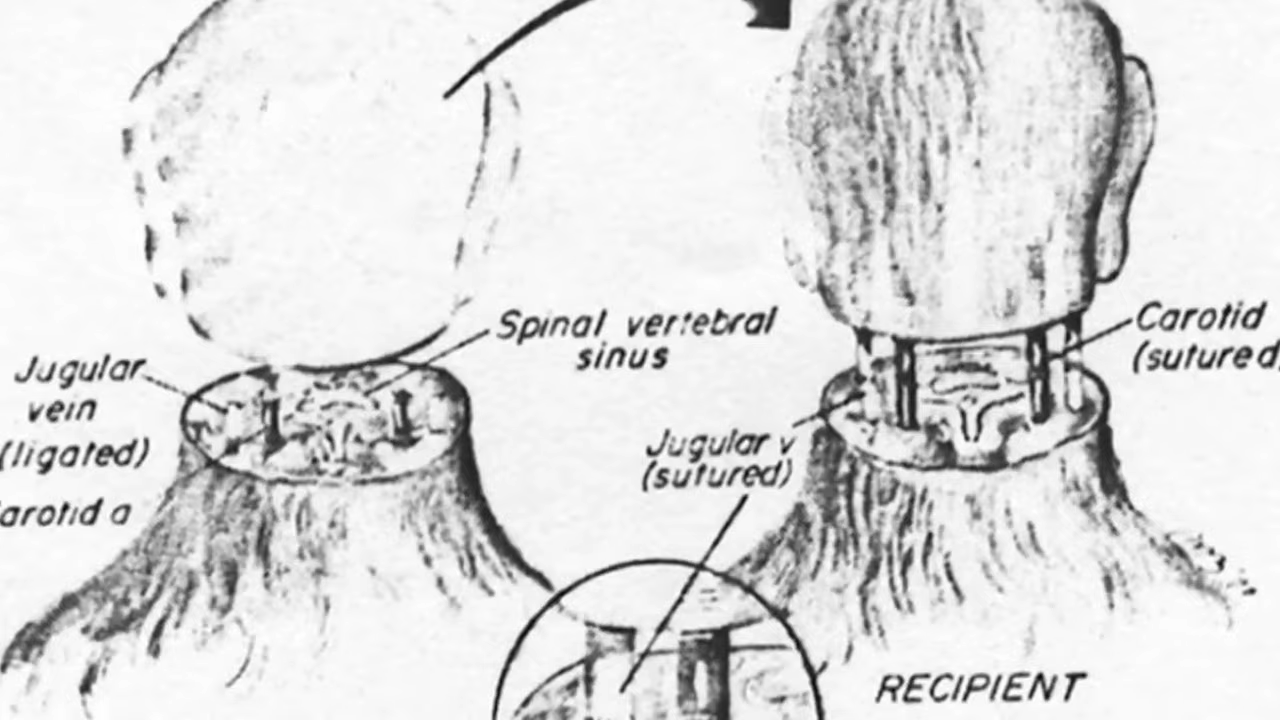 Spinal vertebral
sinus
Carotid
(sutured
Jugular
vein
(ligated)
arotid a
Jugular v
(sutured)
RECIPIENT